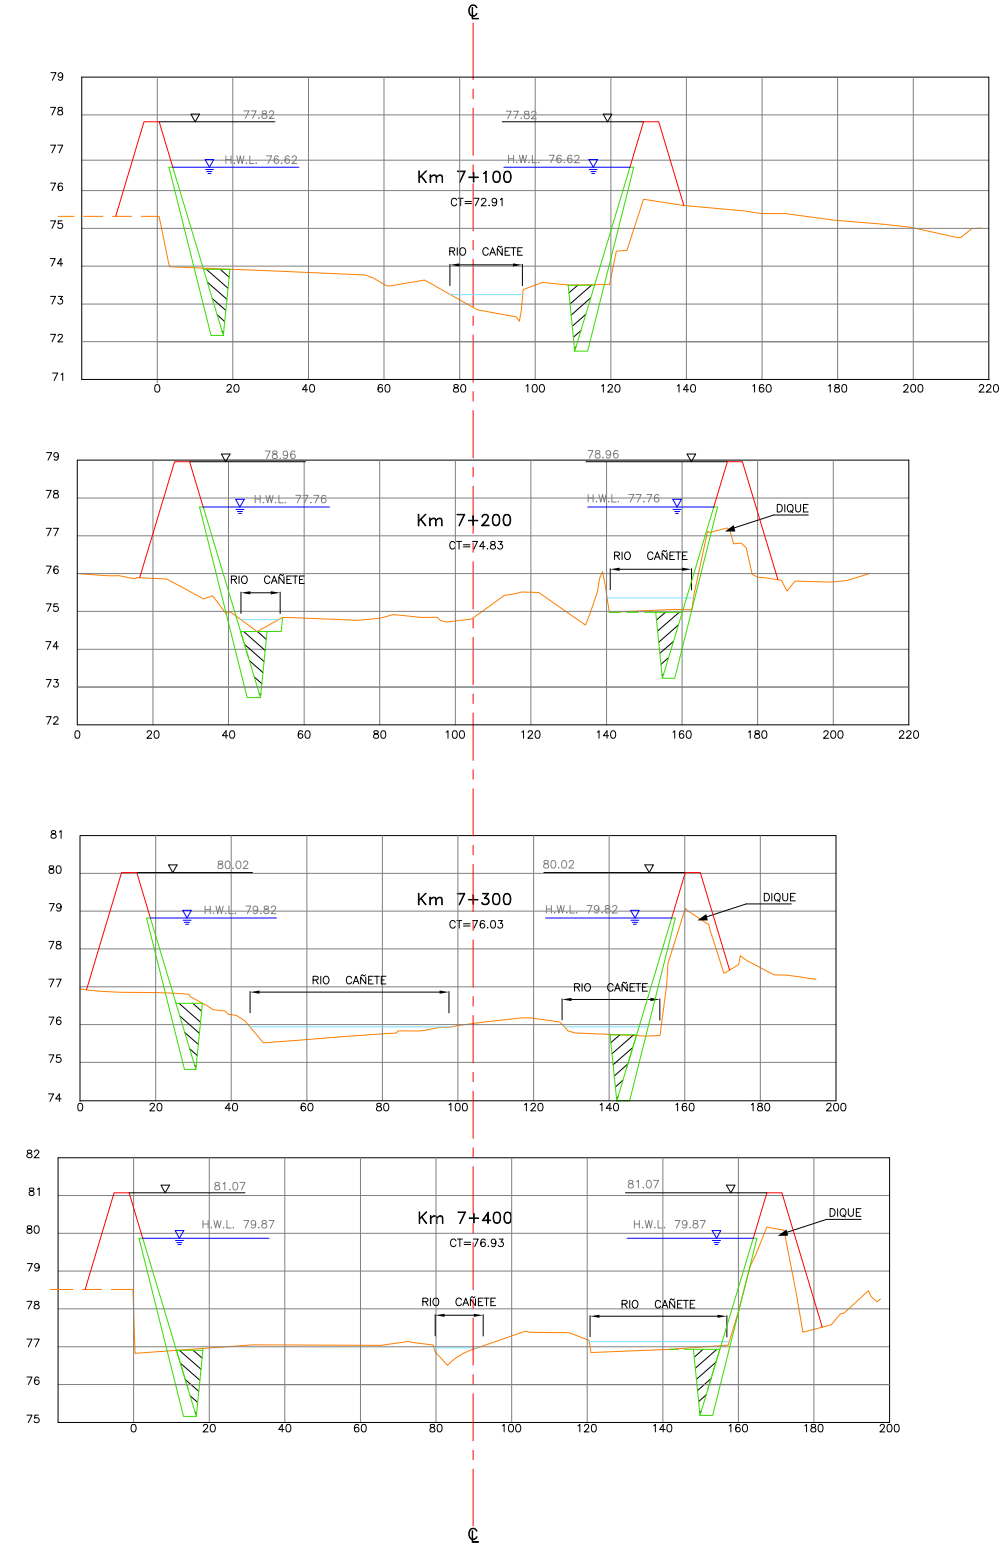 ℄
79
78
77
76
75
74
73
72
71
77.82
77.82
H.W.L. 76.62
H.W.L. 76.62
Km 7+100
CT=72.91
RIO CAÑETE
0 20 40 60 80 100 120 140 160 180 200 220
79
78
77
76
75
74
73
72
78.96
78.96
H.W.L. 77.76
H.W.L. 77.76
Km 7+200
CT=74.83
DIQUE
RIO CAÑETE
RIO CAÑETE
0 20 40 60 80 100 120 140 160 180 200 220
81
80
79
78
77
76
75
74
80.02
80.02
H.W.L. 79.82
H.W.L. 79.82
Km 7+300
CT=76.03
DIQUE
RIO CAÑETE
RIO CAÑETE
0 20 40 60 80 100 120 140 160 180 200
82
81
80
79
78
77
76
75
81.07
81.07
H.W.L. 79.87
H.W.L. 79.87
Km 7+400
CT=76.93
DIQUE
RIO CAÑETE
RIO CAÑETE
0 20 40 60 80 100 120 140 160 180 200
℄